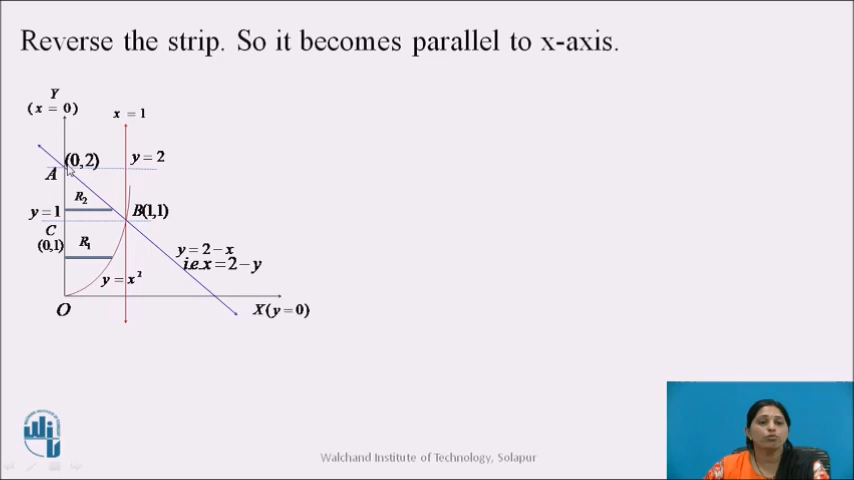 Reverse the strip. So it becomes parallel to x-axis.
Y
(x = 0)
x = 1
A (0,2)
y = 2
R₂
y = 1
B(1,1)
C
(0,1)
R₁
y = 2 − x
i.e.x = 2 − y
y = x²
O
X(y = 0)
Walchand Institute of Technology, Solapur